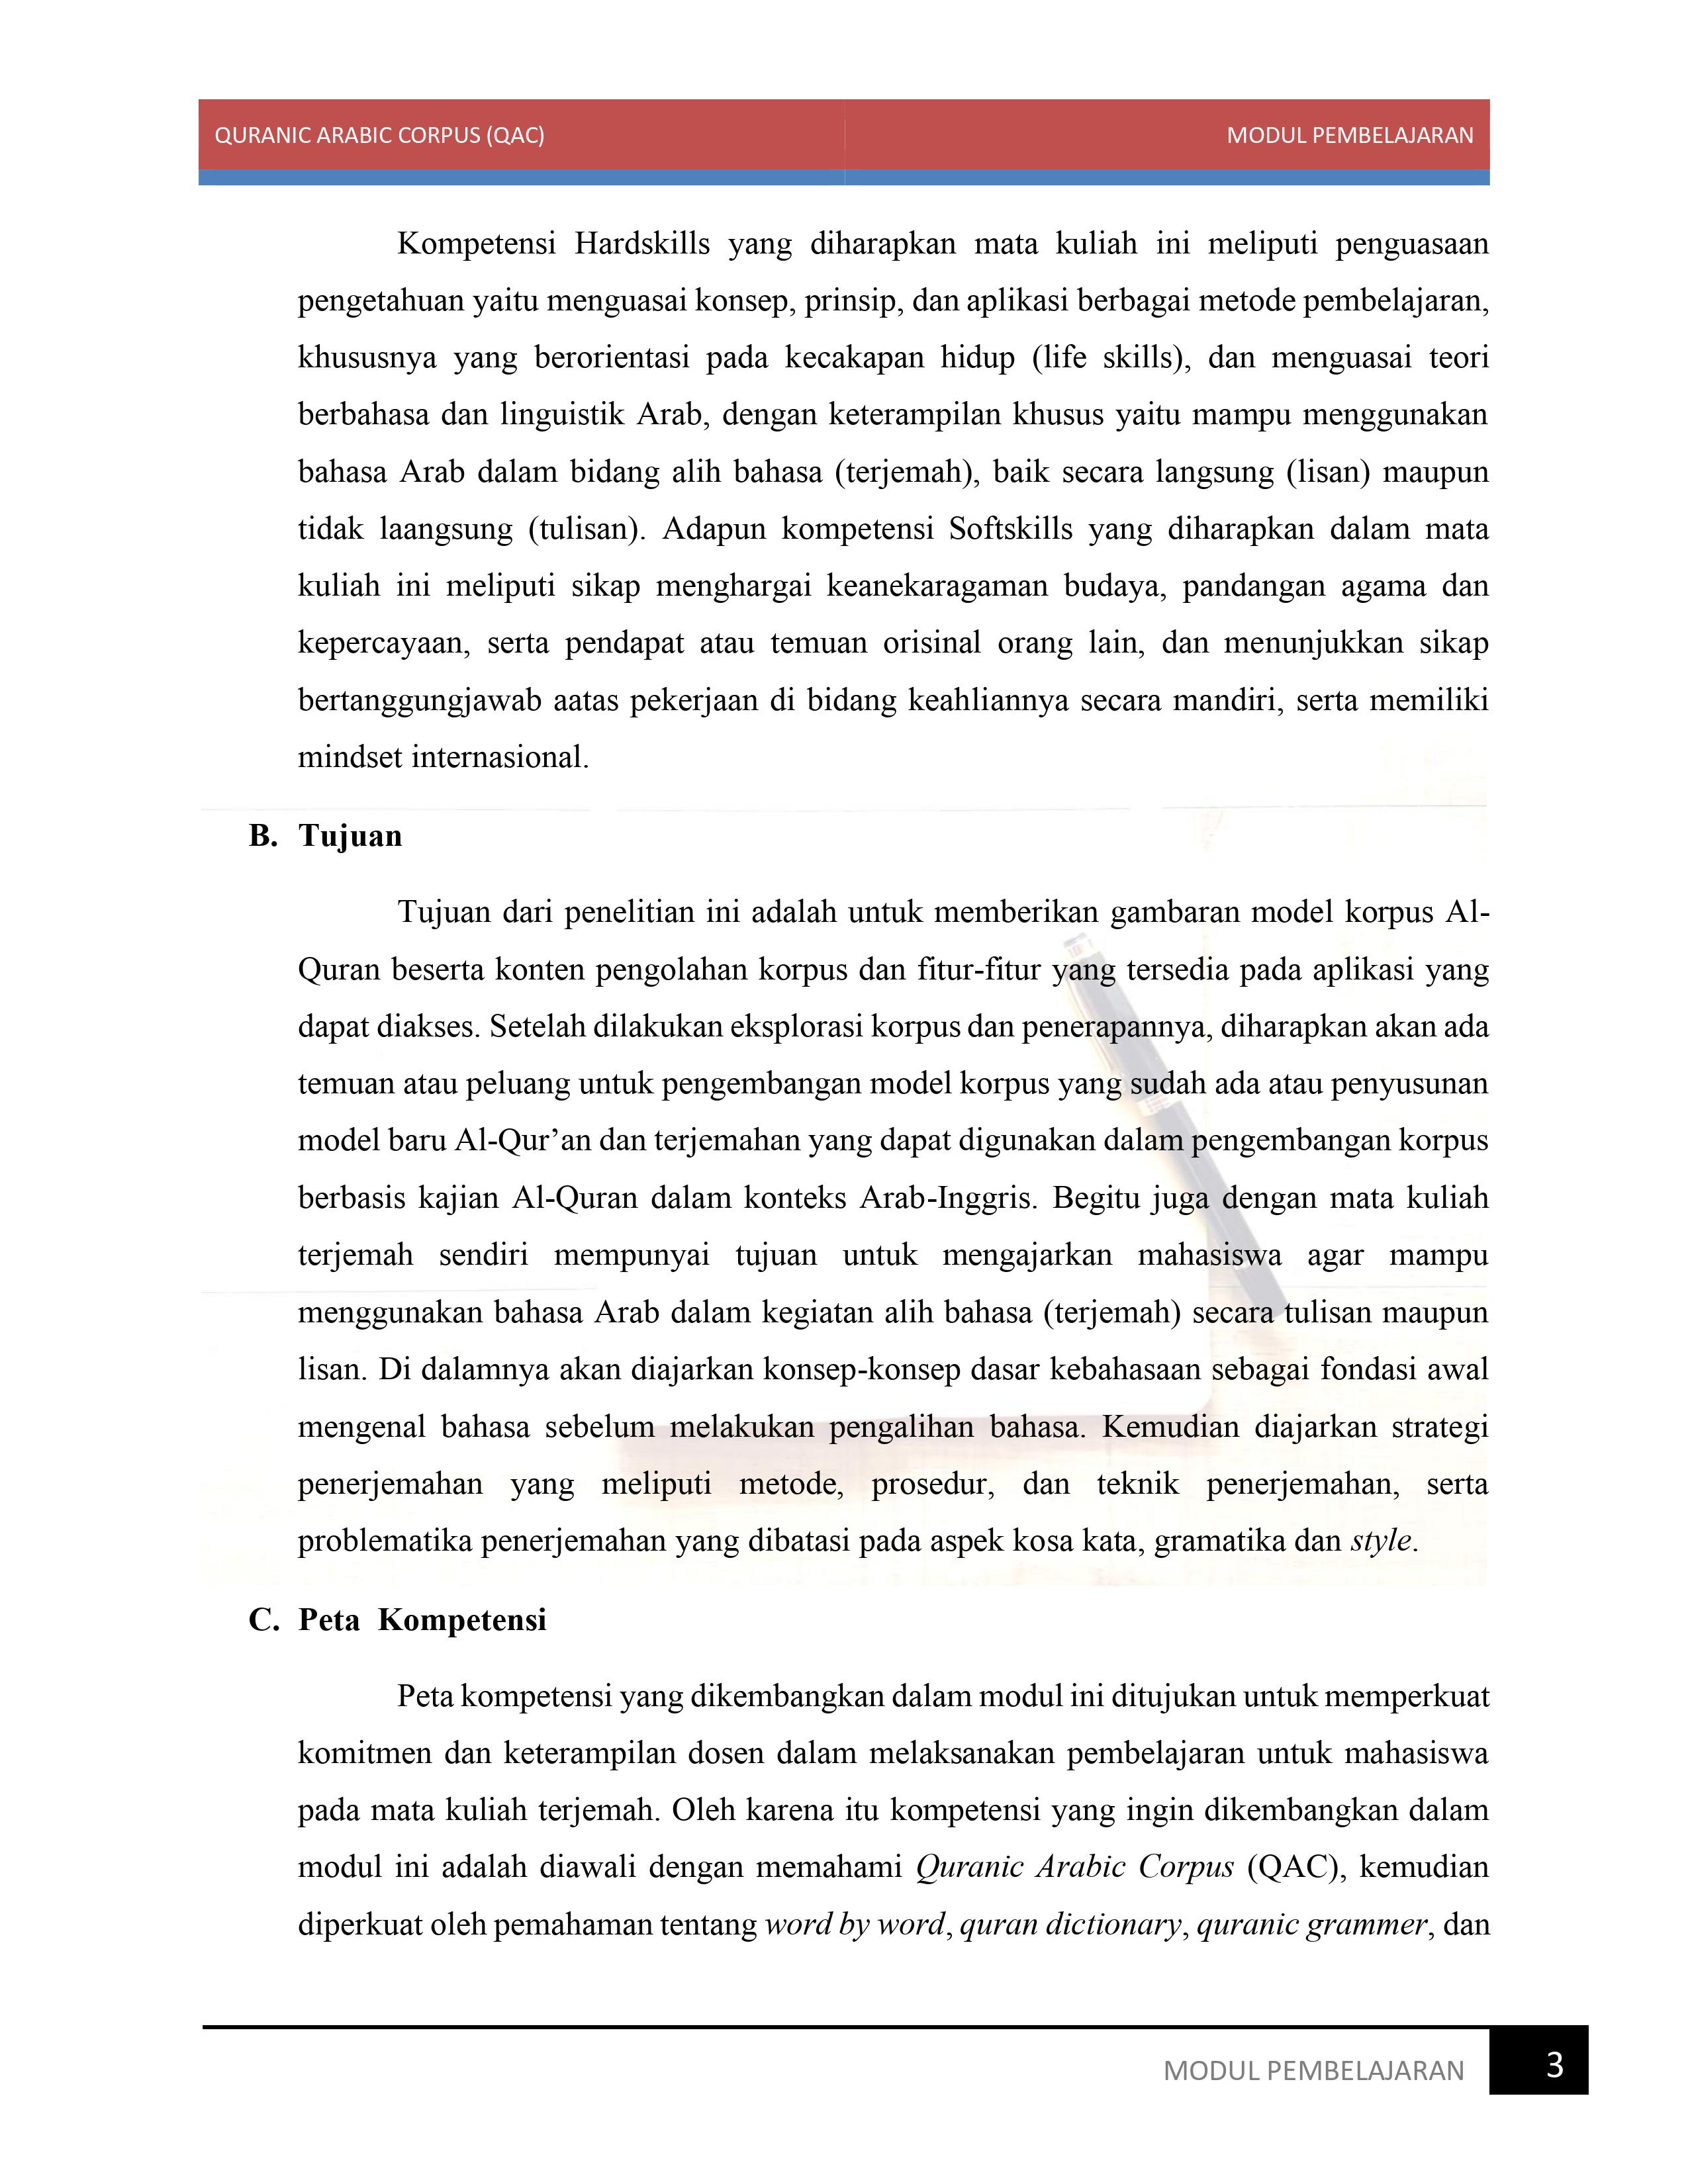 QURANIC ARABIC CORPUS (QAC) MODUL PEMBELAJARAN
Kompetensi Hardskills yang diharapkan mata kuliah ini meliputi penguasaan
pengetahuan yaitu menguasai konsep, prinsip, dan aplikasi berbagai metode pembelajaran,
khususnya yang berorientasi pada kecakapan hidup (life skills), dan menguasai teori
berbahasa dan linguistik Arab, dengan keterampilan khusus yaitu mampu menggunakan
bahasa Arab dalam bidang alih bahasa (terjemah), baik secara langsung (lisan) maupun
tidak laangsung (tulisan). Adapun kompetensi Softskills yang diharapkan dalam mata
kuliah ini meliputi sikap menghargai keanekaragaman budaya, pandangan agama dan
kepercayaan, serta pendapat atau temuan orisinal orang lain, dan menunjukkan sikap
bertanggungjawab aatas pekerjaan di bidang keahliannya secara mandiri, serta memiliki
mindset internasional.
B. Tujuan
Tujuan dari penelitian ini adalah untuk memberikan gambaran model korpus Al-
Quran beserta konten pengolahan korpus dan fitur-fitur yang tersedia pada aplikasi yang
dapat diakses. Setelah dilakukan eksplorasi korpus dan penerapannya, diharapkan akan ada
temuan atau peluang untuk pengembangan model korpus yang sudah ada atau penyusunan
model baru Al-Qur’an dan terjemahan yang dapat digunakan dalam pengembangan korpus
berbasis kajian Al-Quran dalam konteks Arab-Inggris. Begitu juga dengan mata kuliah
terjemah sendiri mempunyai tujuan untuk mengajarkan mahasiswa agar mampu
menggunakan bahasa Arab dalam kegiatan alih bahasa (terjemah) secara tulisan maupun
lisan. Di dalamnya akan diajarkan konsep-konsep dasar kebahasaan sebagai fondasi awal
mengenal bahasa sebelum melakukan pengalihan bahasa. Kemudian diajarkan strategi
penerjemahan yang meliputi metode, prosedur, dan teknik penerjemahan, serta
problematika penerjemahan yang dibatasi pada aspek kosa kata, gramatika dan style.
C. Peta Kompetensi
Peta kompetensi yang dikembangkan dalam modul ini ditujukan untuk memperkuat
komitmen dan keterampilan dosen dalam melaksanakan pembelajaran untuk mahasiswa
pada mata kuliah terjemah. Oleh karena itu kompetensi yang ingin dikembangkan dalam
modul ini adalah diawali dengan memahami Quranic Arabic Corpus (QAC), kemudian
diperkuat oleh pemahaman tentang word by word, quran dictionary, quranic grammer, dan
MODUL PEMBELAJARAN 3